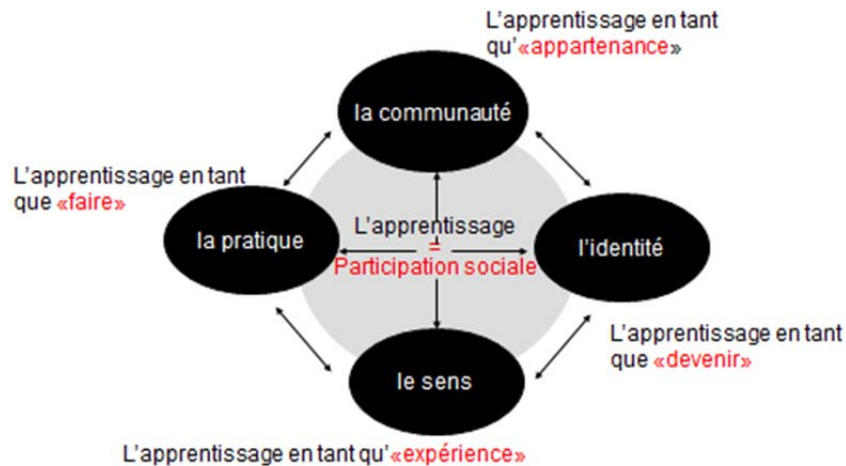 L'apprentissage en tant
qu'«appartenance»
la communauté
L'apprentissage en tant
que «faire»
la pratique
L'apprentissage
=
Participation sociale
l'identité
L'apprentissage en tant
que «devenir»
le sens
L'apprentissage en tant qu'«expérience»